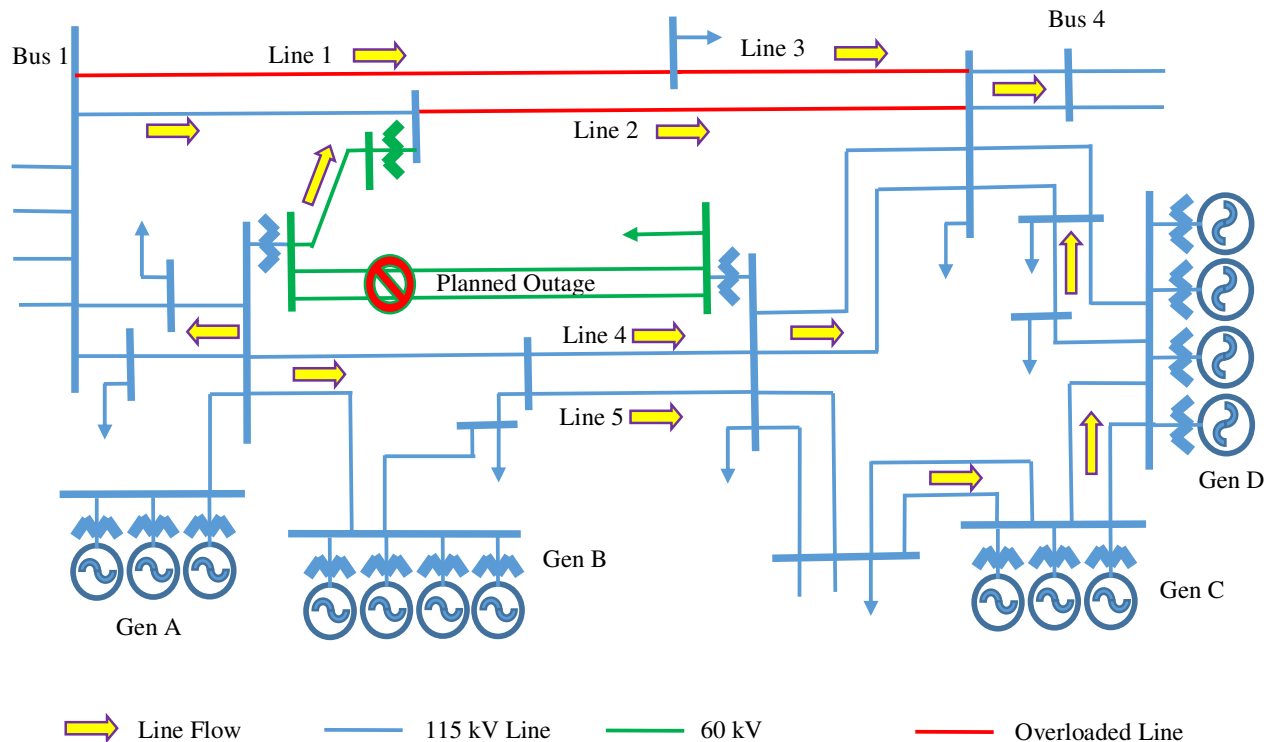 Bus 4
Bus 1
Line 1
Line 3
Line 2
Planned Outage
Line 4
Line 5
Gen D
Gen B
Gen C
Gen A
Line Flow
115 kV Line
60 kV
Overloaded Line